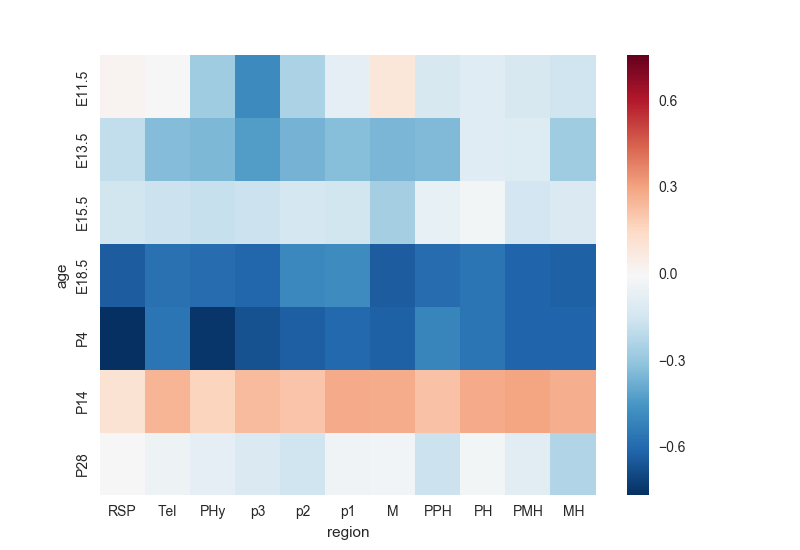 age
E11.5
E13.5
E15.5
E18.5
P4
P14
P28
RSP Tel PHy p3 p2 p1 M PPH PH PMH MH
region
0.6
0.3
0.0
−0.3
−0.6